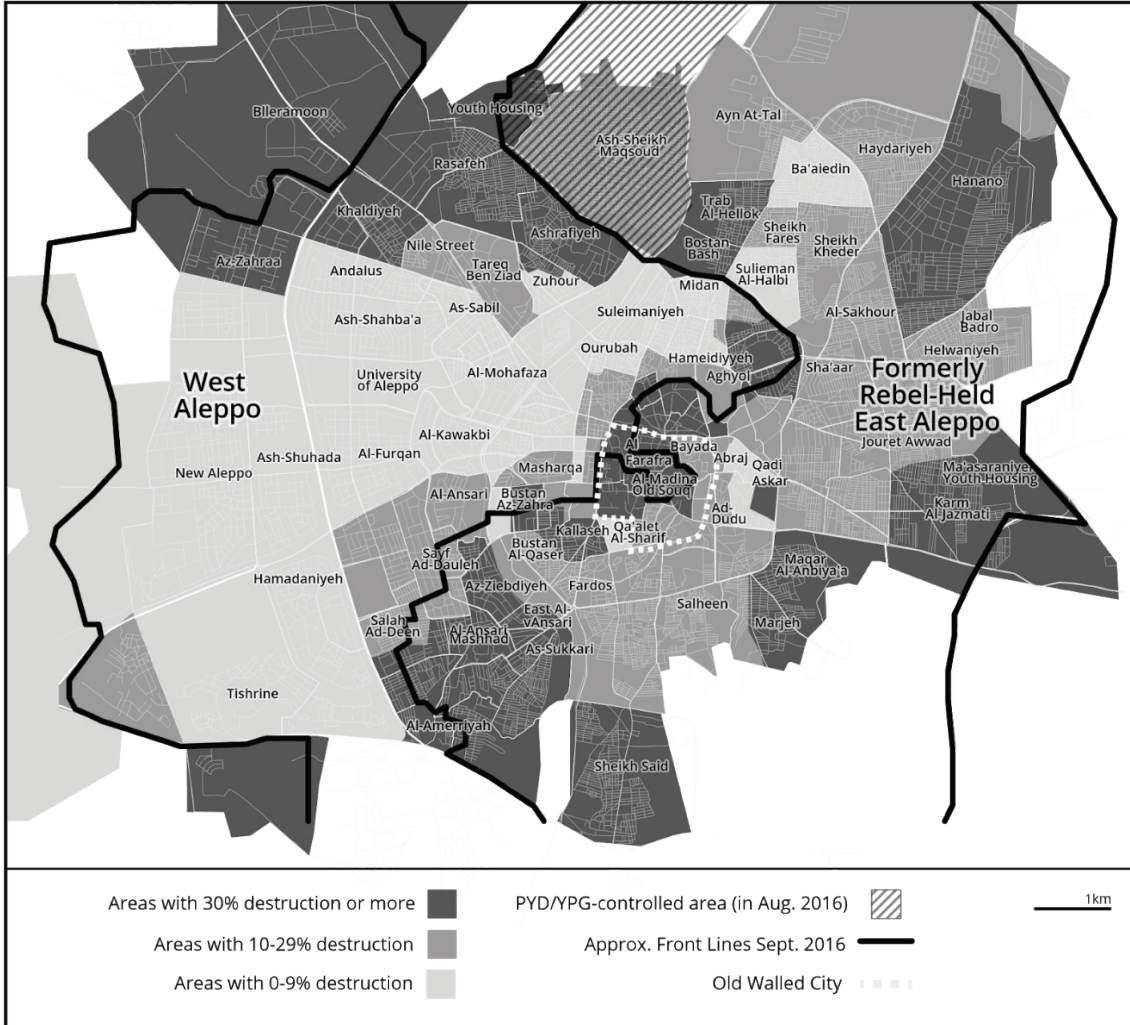 Blleramoon
Youth Housing
Ash-Sheikh
Maqsoud
Ayn At-Tal
Haydariyeh
Rasafeh
Ba'aiedin
Hanano
Khaldiyeh
Trab
Al-Hellok
Ashrafiyeh
Sheikh
Fares
Sheikh
Kheder
Nile Street
Bostan
Bash
Az-Zahraa
Andalus
Tareq
Ben Ziad
Zuhour
Sulieman
Al-Halbi
Midan
As-Sabil
Ash-Shahba'a
Suleimaniyeh
Al-Sakhour
Jabal
Badro
Ourubah
Hameidiyyeh
Helwaniyeh
Aghyol
Sha'aar
West
Aleppo
University
of Aleppo
Al-Mohafaza
Formerly
Rebel-Held
East Aleppo
Al-Kawakbi
Jouret Awwad
Al
Farafra
Bayada
Abraj
Ash-Shuhada
Al-Furqan
New Aleppo
Masharqa
Qadi
Askar
Ma'asaraniyeh
Youth Housing
Al-Madina
Old Souq
Al-Ansari
Bustan
Az-Zahra
Ad-
Dudu
Karm
Al-Jazmati
Kallaseh
Qa'alet
Al-Sharif
Bustan
Al-Qaser
Sayf
Ad-Dauleh
Maqar
Al-Anbiya'a
Hamadaniyeh
Az-Ziebdiyeh
Fardos
East Al-
vAnsari
Salheen
Salah
Ad-Deen
Al-Ansari
Mashhad
Marjeh
As-Sukkari
Tishrine
Al-Amerriyah
Sheikh Said
Areas with 30% destruction or more
Areas with 10-29% destruction
Areas with 0-9% destruction
PYD/YPG-controlled area (in Aug. 2016)
Approx. Front Lines Sept. 2016
Old Walled City
1km